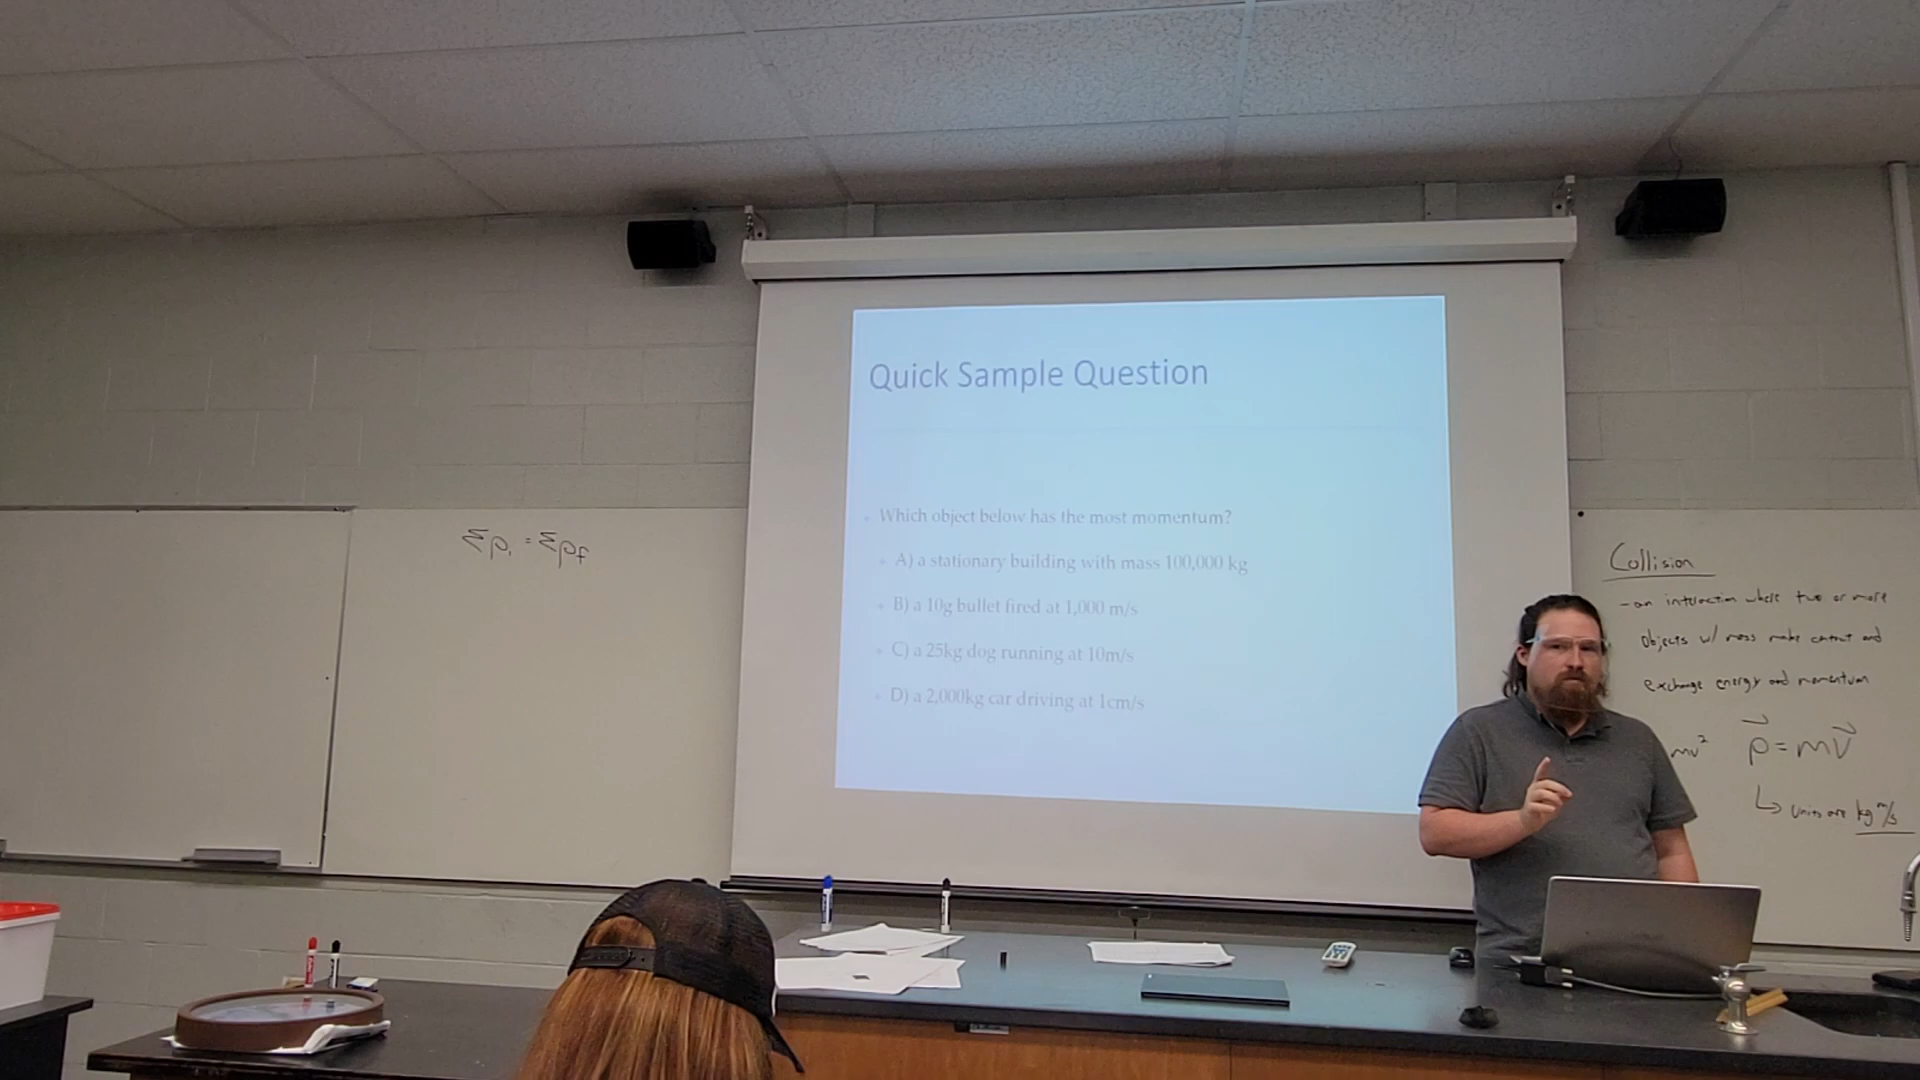 Σpᵢ = Σp_f
Quick Sample Question
Which object below has the most momentum?
A) a stationary building with mass 100,000 kg
B) a 10g bullet fired at 1,000 m/s
C) a 25kg dog running at 10m/s
D) a 2,000kg car driving at 1cm/s
Collision
- an interaction where two or more
objects w/ mass make contact and
exchange energy and momentum
mv² p⃗ = mv⃗
↳ units are kg m/s